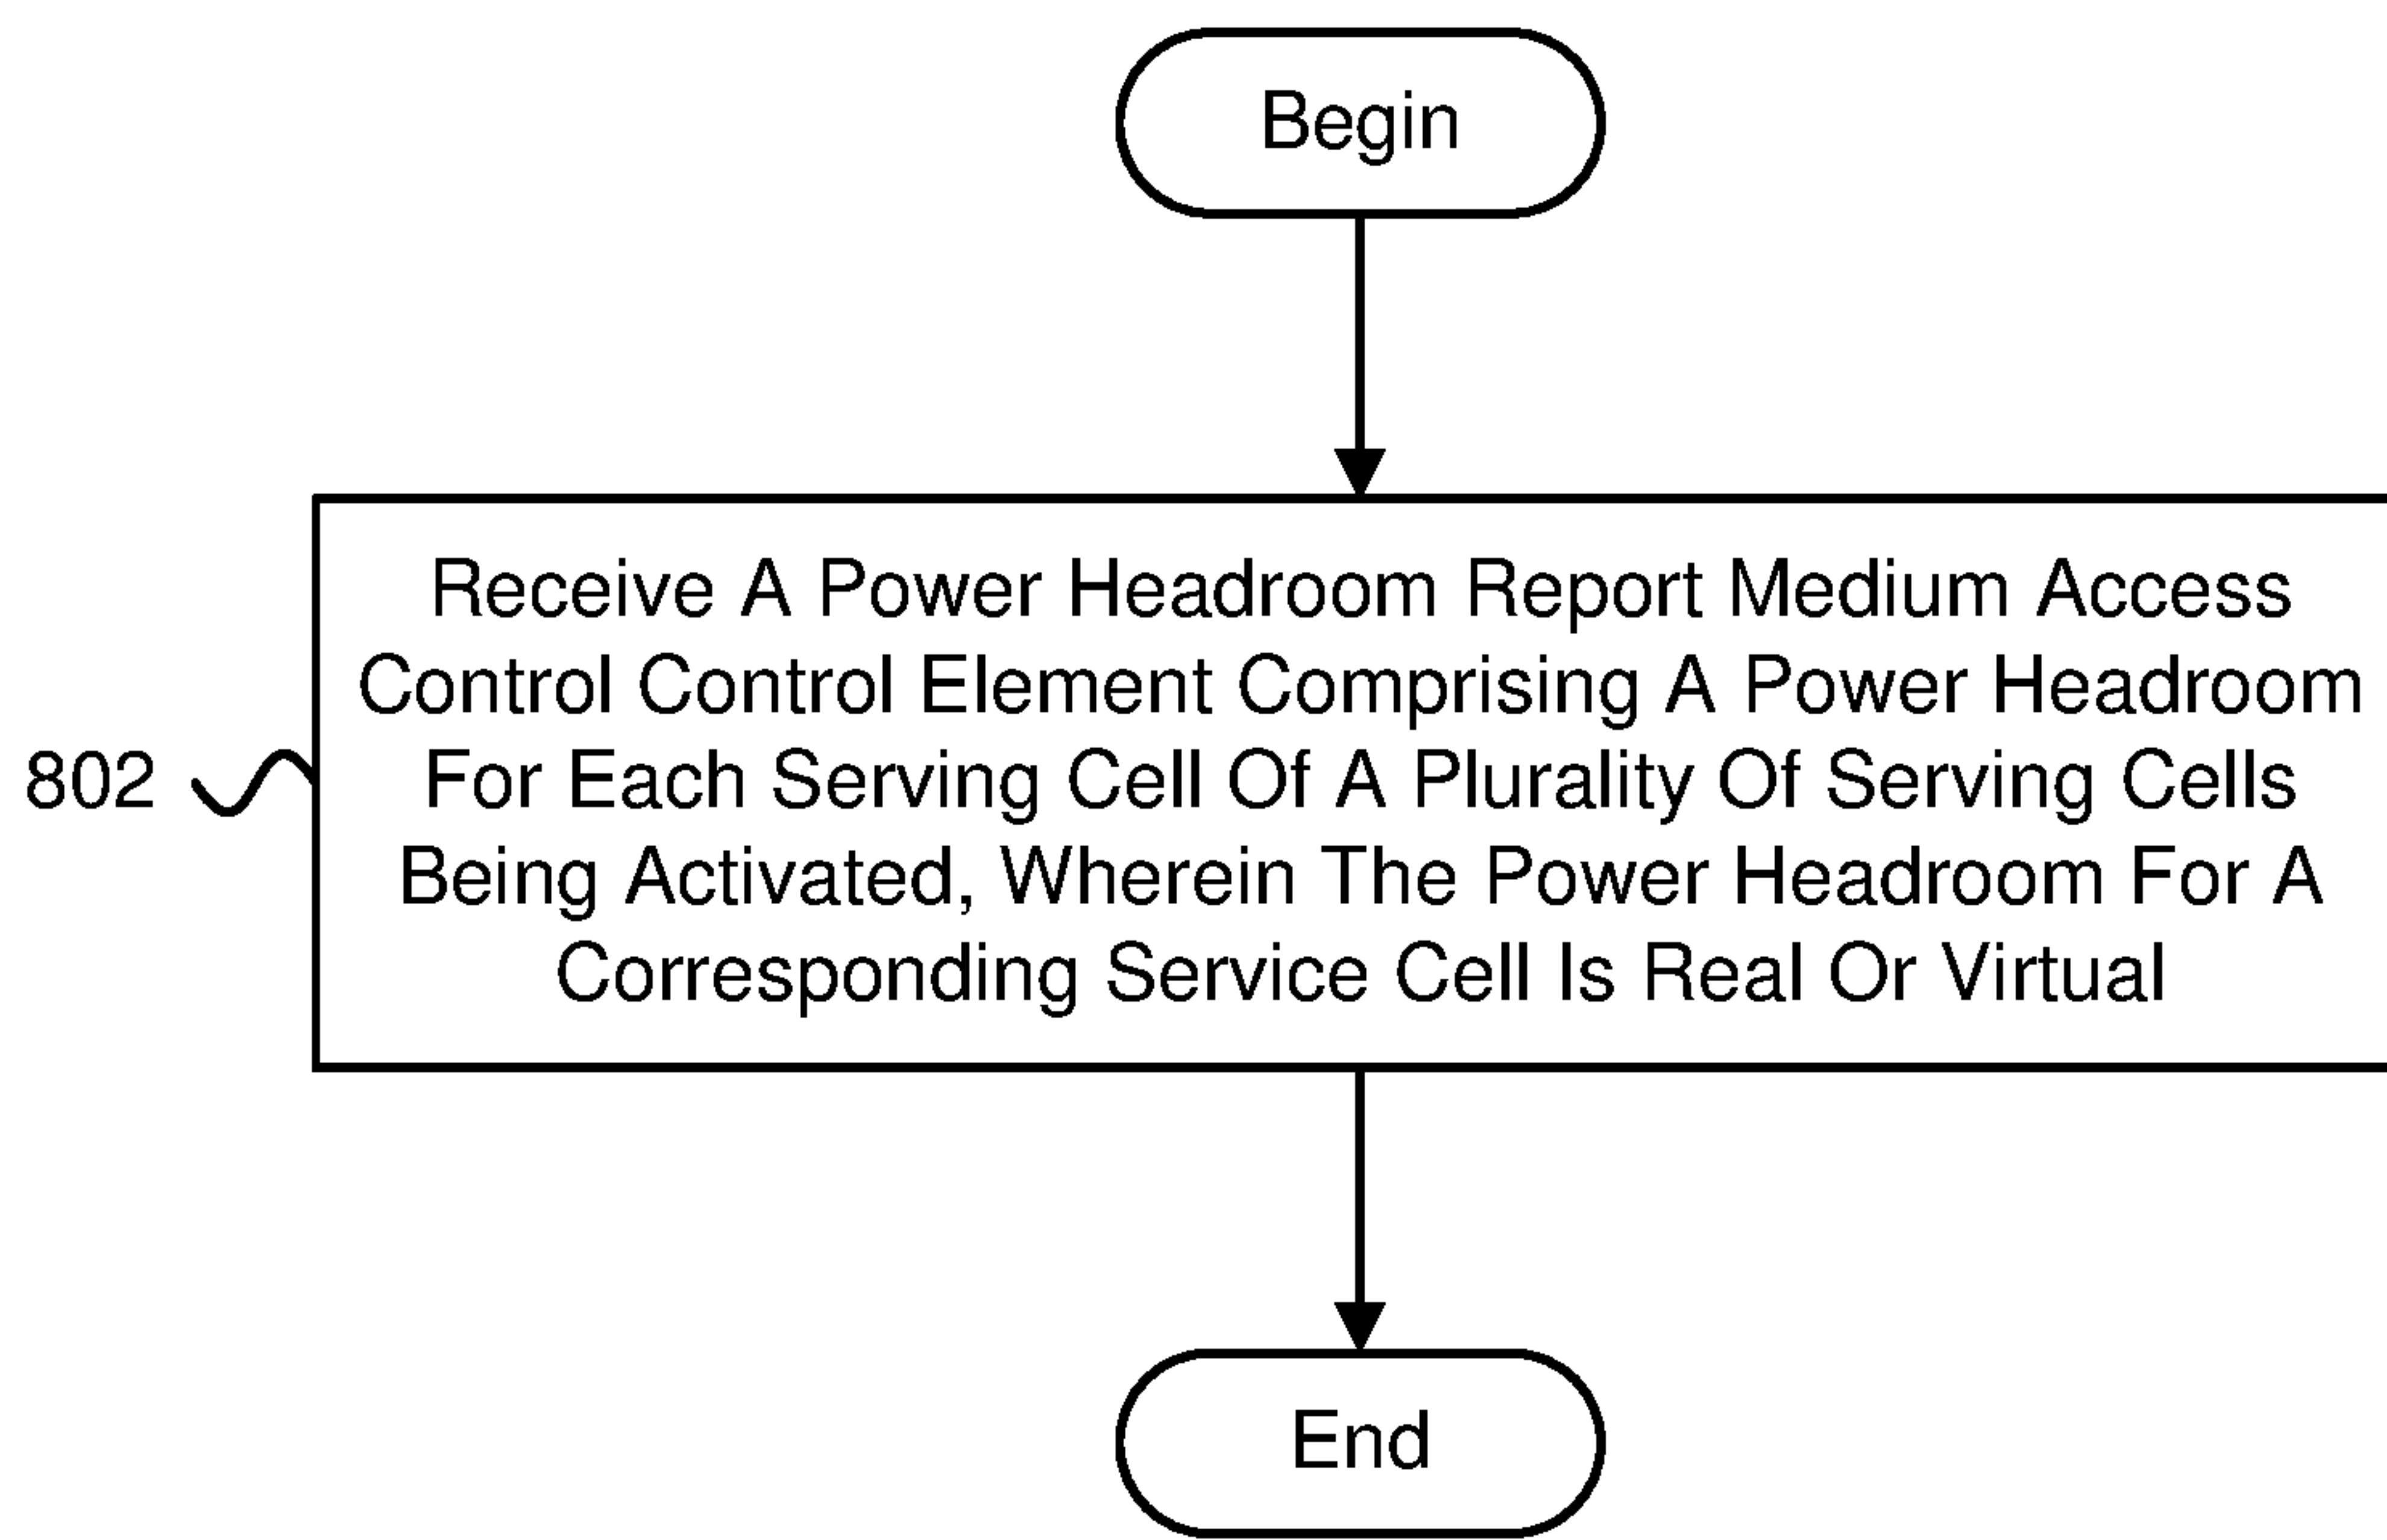 Begin
Receive A Power Headroom Report Medium Access
Control Control Element Comprising A Power Headroom
For Each Serving Cell Of A Plurality Of Serving Cells
Being Activated, Wherein The Power Headroom For A
Corresponding Service Cell Is Real Or Virtual
802
End